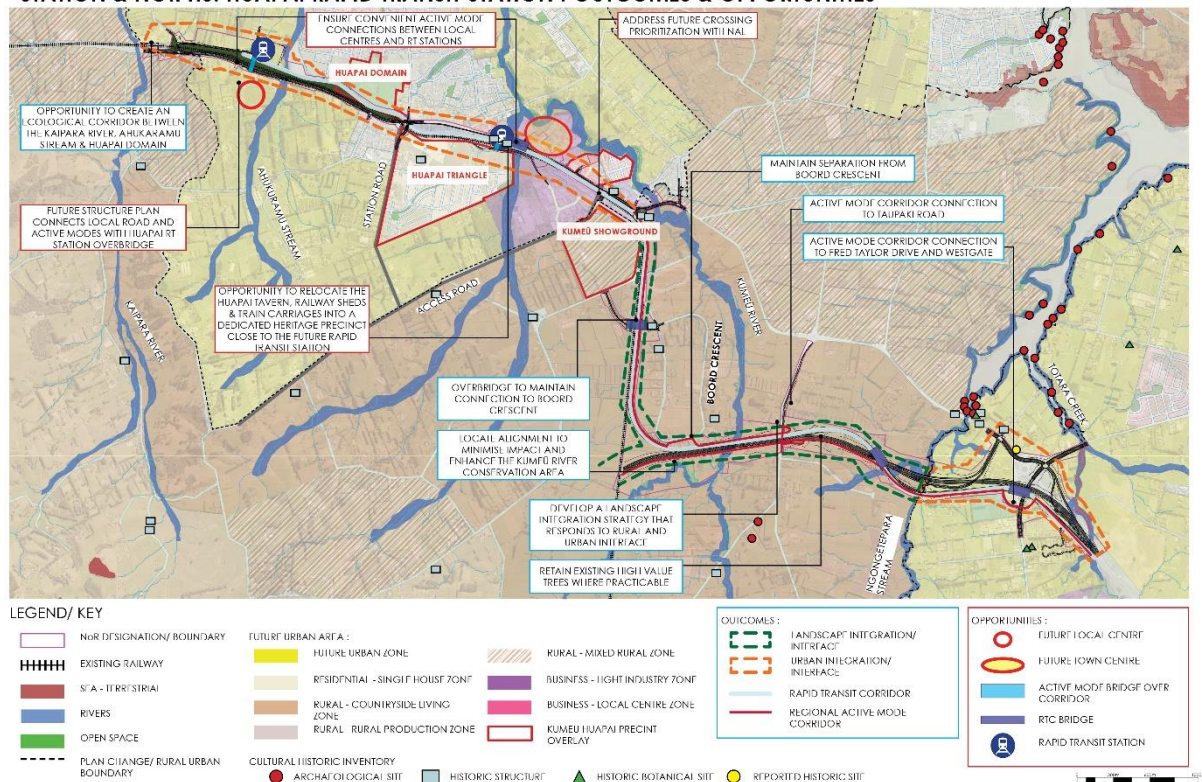 ENSURE CONVENIENT ACTIVE MODE
CONNECTIONS BETWEEN LOCAL
CENTRES AND RT STATIONS
ADDRESS FUTURE CROSSING
PRIORITIZATION WITH NAL
HUAPAI DOMAIN
OPPORTUNITY TO CREATE AN
ECOLOGICAL CORRIDOR BETWEEN
THE KAIPARA RIVER, AHUKARAMU
STREAM & HUAPAI DOMAIN
MAINTAIN SEPARATION FROM
BOORD CRESCENT
HUAPAI TRIANGLE
STATION ROAD
AHUKURAMU STREAM
ACTIVE MODE CORRIDOR CONNECTION
TO TAUPAKI ROAD
FUTURE STRUCTURE PLAN
CONNECTS LOCAL ROAD AND
ACTIVE MODES WITH HUAPAI RT
STATION OVERBRIDGE
KUMEŪ SHOWGROUND
ACTIVE MODE CORRIDOR CONNECTION
TO FRED TAYLOR DRIVE AND WESTGATE
KAIPARA RIVER
OPPORTUNITY TO RELOCATE THE
HUAPAI TAVERN, RAILWAY SHEDS
& TRAIN CARRIAGES INTO A
DEDICATED HERITAGE PRECINCT
CLOSE TO THE FUTURE RAPID
TRANSIT STATION
ACCESS ROAD
KUMEŪ RIVER
BOORD CRESCENT
TOTARA CREEK
OVERBRIDGE TO MAINTAIN
CONNECTION TO BOORD
CRESCENT
LOCATE ALIGNMENT TO
MINIMISE IMPACT AND
ENHANCE THE KUMEŪ RIVER
CONSERVATION AREA
DEVELOP A LANDSCAPE
INTEGRATION STRATEGY THAT
RESPONDS TO RURAL AND
URBAN INTERFACE
RETAIN EXISTING HIGH VALUE
TREES WHERE PRACTICABLE
NGONGETEPARA
STREAM
LEGEND/ KEY
NoR DESIGNATION/ BOUNDARY
EXISTING RAILWAY
SEA - TERRESTRIAL
RIVERS
OPEN SPACE
PLAN CHANGE/ RURAL URBAN
BOUNDARY
FUTURE URBAN AREA :
FUTURE URBAN ZONE
RESIDENTIAL - SINGLE HOUSE ZONE
RURAL - COUNTRYSIDE LIVING
ZONE
RURAL - RURAL PRODUCTION ZONE
RURAL - MIXED RURAL ZONE
BUSINESS - LIGHT INDUSTRY ZONE
BUSINESS - LOCAL CENTRE ZONE
KUMEU HUAPAI PRECINT
OVERLAY
CULTURAL HISTORIC INVENTORY
ARCHAEOLOGICAL SITE
HISTORIC STRUCTURE
HISTORIC BOTANICAL SITE
REPORTED HISTORIC SITE
OUTCOMES :
LANDSCAPE INTEGRATION/
INTERFACE
URBAN INTEGRATION/
INTERFACE
RAPID TRANSIT CORRIDOR
REGIONAL ACTIVE MODE
CORRIDOR
OPPORTUNITIES :
FUTURE LOCAL CENTRE
FUTURE TOWN CENTRE
ACTIVE MODE BRIDGE OVER
CORRIDOR
RTC BRIDGE
RAPID TRANSIT STATION